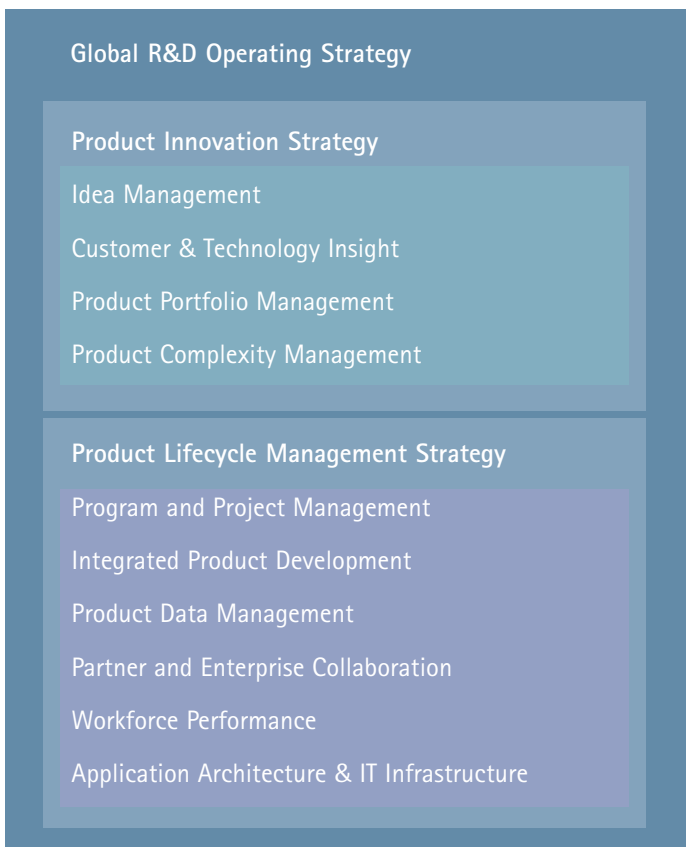 Global R&D Operating Strategy
Product Innovation Strategy
Idea Management
Customer & Technology Insight
Product Portfolio Management
Product Complexity Management
Product Lifecycle Management Strategy
Program and Project Management
Integrated Product Development
Product Data Management
Partner and Enterprise Collaboration
Workforce Performance
Application Architecture & IT Infrastructure